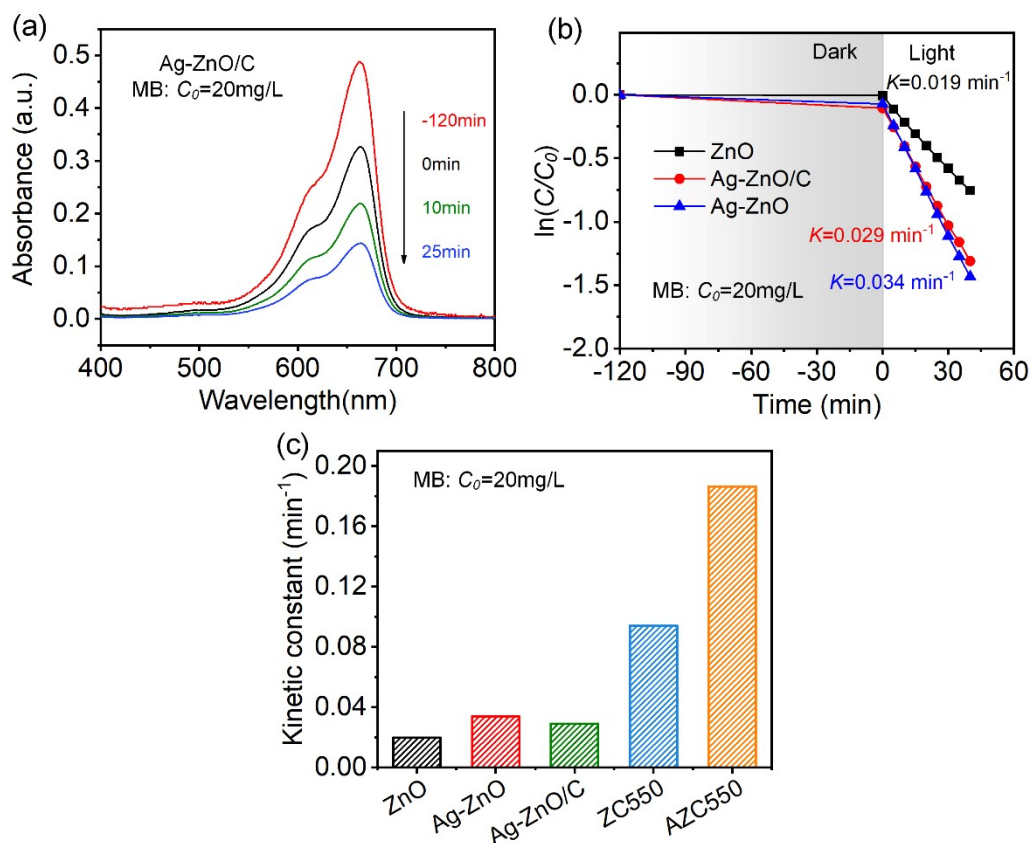 (a)
Ag-ZnO/C
MB: C0=20mg/L
-120min
0min
10min
25min
Absorbance (a.u.)
0.5
0.4
0.3
0.2
0.1
0.0
400 500 600 700 800
Wavelength(nm)
(b)
Dark Light
K=0.019 min-1
ZnO
Ag-ZnO/C
Ag-ZnO
K=0.029 min-1
K=0.034 min-1
MB: C0=20mg/L
ln(C/C0)
0.0
-0.5
-1.0
-1.5
-2.0
-120 -90 -60 -30 0 30 60
Time (min)
(c)
MB: C0=20mg/L
Kinetic constant (min-1)
0.20
0.16
0.12
0.08
0.04
0.00
ZnO
Ag-ZnO
Ag-ZnO/C
ZC550
AZC550